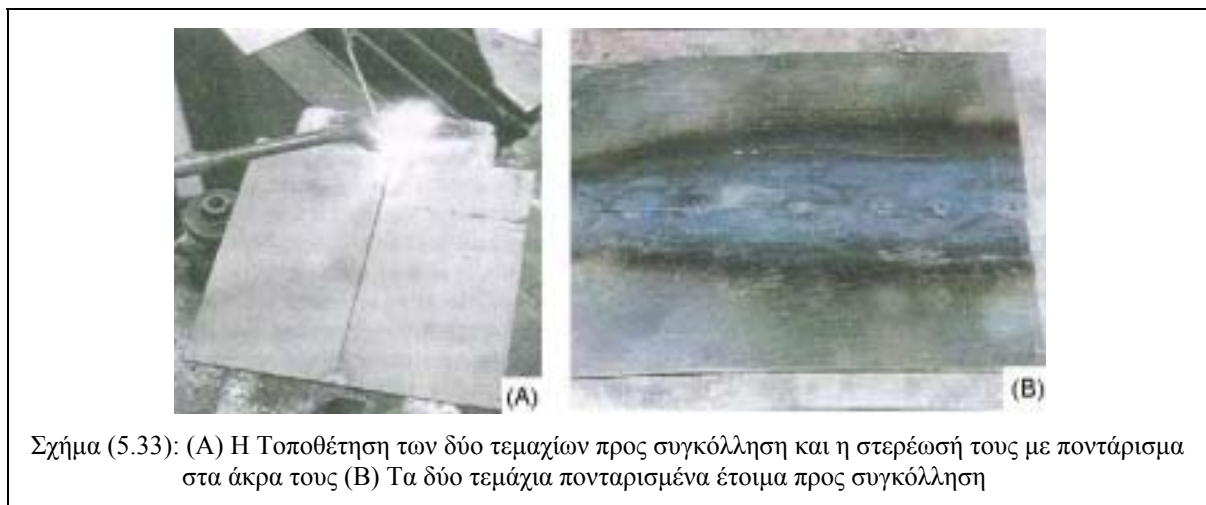 (A)
(B)
Σχήμα (5.33): (Α) Η Τοποθέτηση των δύο τεμαχίων προς συγκόλληση και η στερέωσή τους με ποντάρισμα
στα άκρα τους (Β) Τα δύο τεμάχια πονταρισμένα έτοιμα προς συγκόλληση